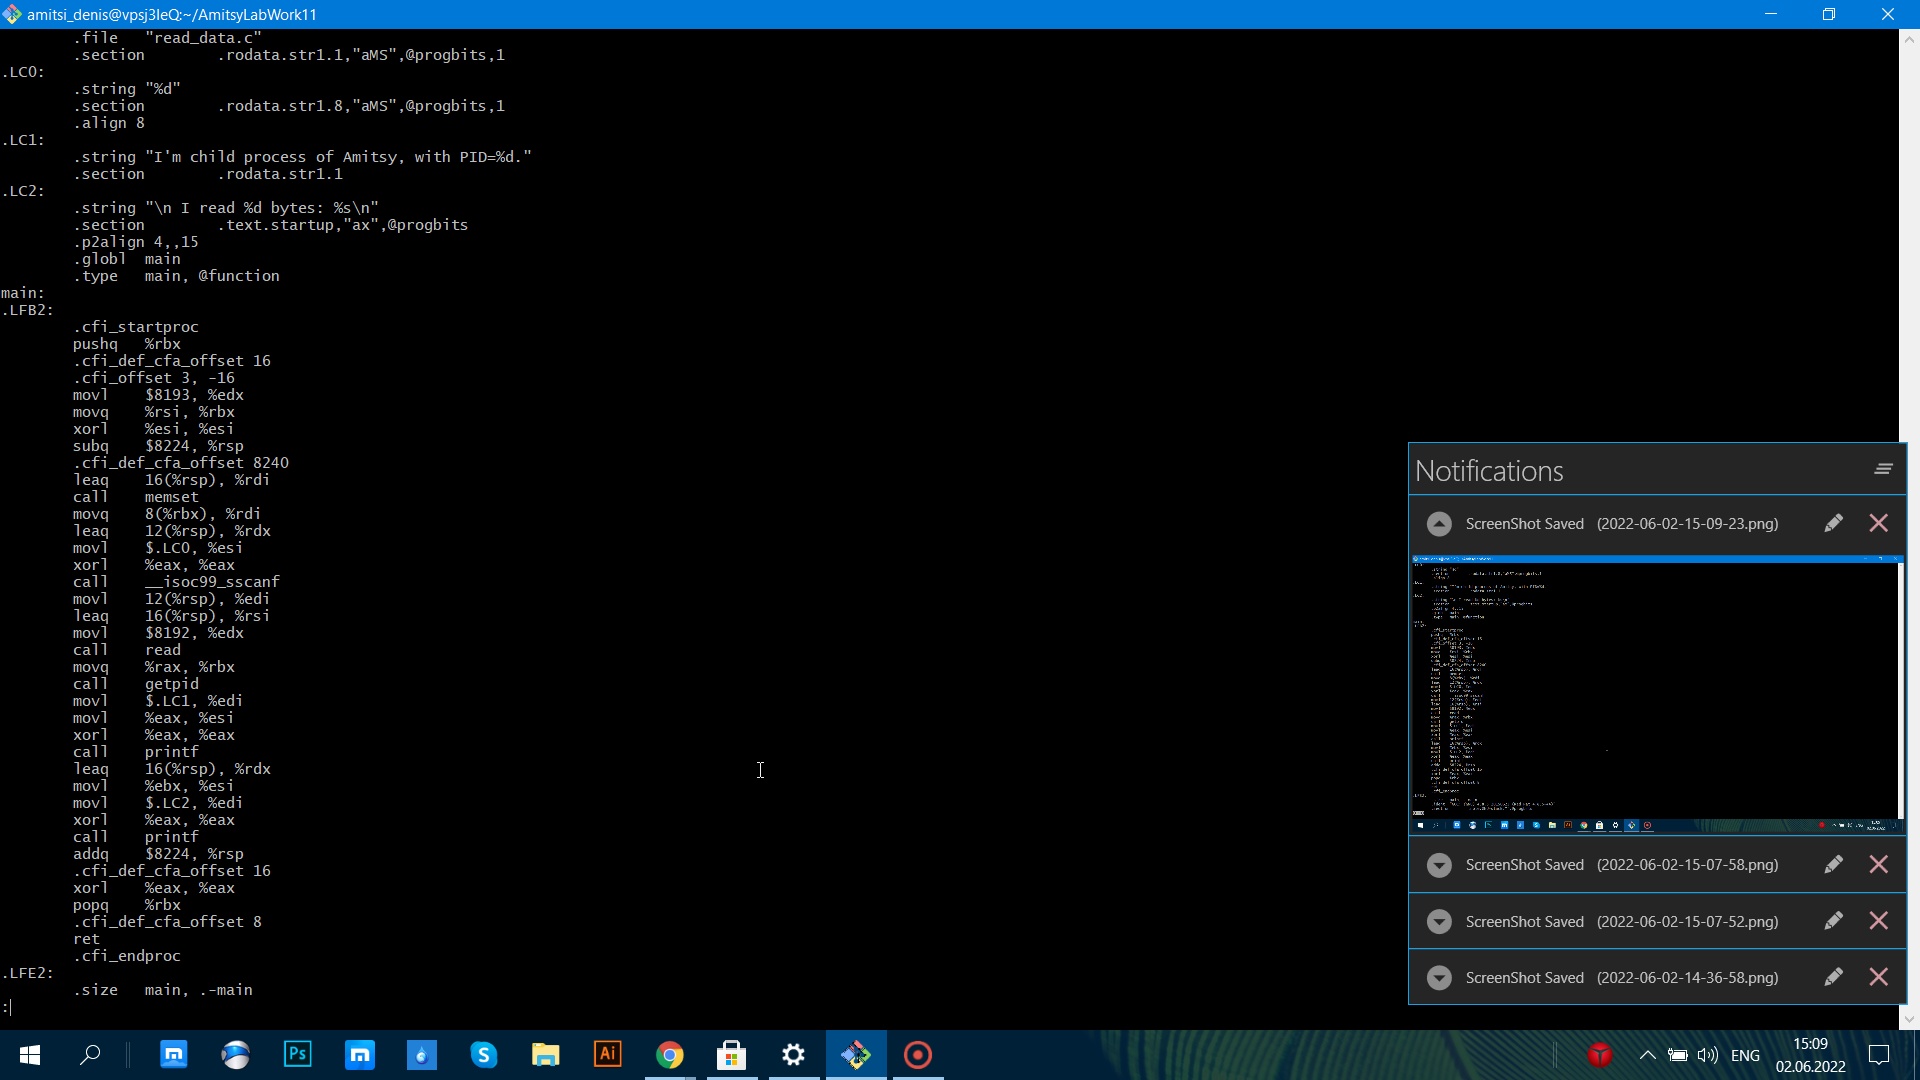 amitsi_denis@vpsj3IeQ:~/AmitsyLabWork11
.file "read_data.c"
.section .rodata.str1.1,"aMS",@progbits,1
.LC0:
.string "%d"
.section .rodata.str1.8,"aMS",@progbits,1
.align 8
.LC1:
.string "I'm child process of Amitsy, with PID=%d."
.section .rodata.str1.1
.LC2:
.string "\n I read %d bytes: %s\n"
.section .text.startup,"ax",@progbits
.p2align 4,,15
.globl main
.type main, @function
main:
.LFB2:
.cfi_startproc
pushq %rbx
.cfi_def_cfa_offset 16
.cfi_offset 3, -16
movl $8193, %edx
movq %rsi, %rbx
xorl %esi, %esi
subq $8224, %rsp
.cfi_def_cfa_offset 8240
leaq 16(%rsp), %rdi
call memset
movq 8(%rbx), %rdi
leaq 12(%rsp), %rdx
movl $.LC0, %esi
xorl %eax, %eax
call __isoc99_sscanf
movl 12(%rsp), %edi
leaq 16(%rsp), %rsi
movl $8192, %edx
call read
movq %rax, %rbx
call getpid
movl $.LC1, %edi
movl %eax, %esi
xorl %eax, %eax
call printf
leaq 16(%rsp), %rdx
movl %ebx, %esi
movl $.LC2, %edi
xorl %eax, %eax
call printf
addq $8224, %rsp
.cfi_def_cfa_offset 16
xorl %eax, %eax
popq %rbx
.cfi_def_cfa_offset 8
ret
.cfi_endproc
.LFE2:
.size main, .-main
:
Notifications
ScreenShot Saved (2022-06-02-15-09-23.png)
ScreenShot Saved (2022-06-02-15-07-58.png)
ScreenShot Saved (2022-06-02-15-07-52.png)
ScreenShot Saved (2022-06-02-14-36-58.png)
Ps
Ai
ENG
15:09
02.06.2022